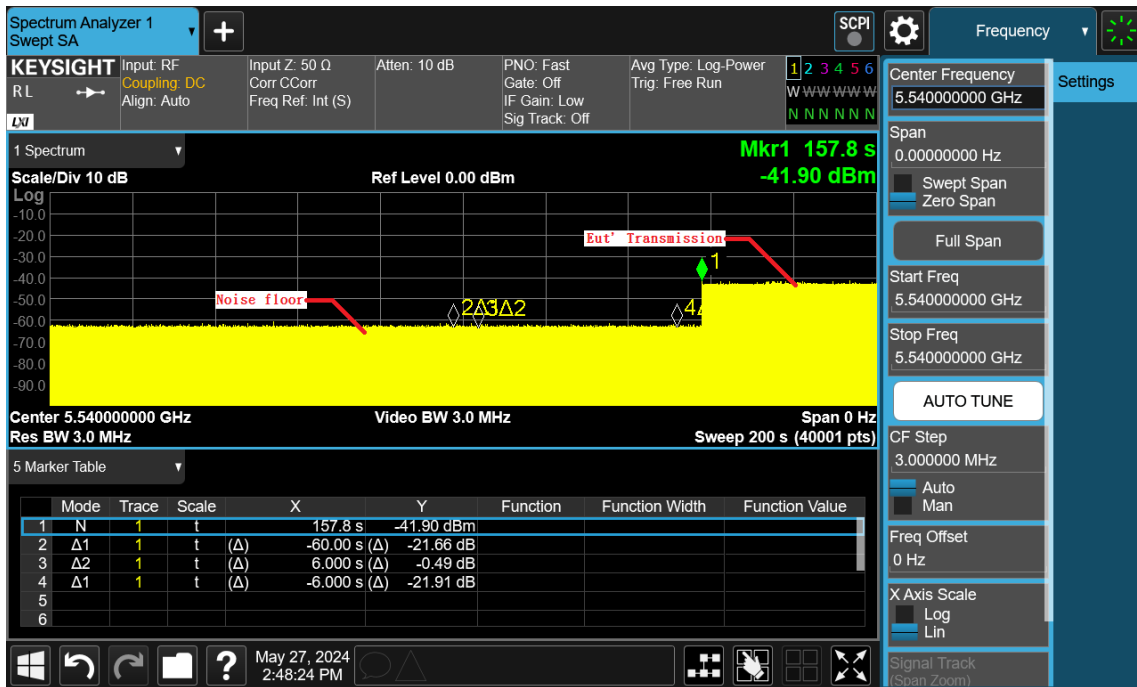 Spectrum Analyzer 1
Swept SA
+
SCPI
Frequency
KEYSIGHT
RL
LXI
Input: RF
Coupling: DC
Align: Auto
Input Z: 50 Ω
Corr CCorr
Freq Ref: Int (S)
Atten: 10 dB
PNO: Fast
Gate: Off
IF Gain: Low
Sig Track: Off
Avg Type: Log-Power
Trig: Free Run
1 2 3 4 5 6
W W W W W W
N N N N N N
Center Frequency
5.540000000 GHz
Settings
1 Spectrum
Mkr1 157.8 s
-41.90 dBm
Scale/Div 10 dB
Ref Level 0.00 dBm
Log
-10.0
-20.0
-30.0
-40.0
-50.0
-60.0
-70.0
-80.0
-90.0
Eut' Transmission
Noise floor
1
2Δ
3Δ2
4
Center 5.540000000 GHz
Video BW 3.0 MHz
Span 0 Hz
Res BW 3.0 MHz
Sweep 200 s (40001 pts)
Span
0.00000000 Hz
Swept Span
Zero Span
Full Span
Start Freq
5.540000000 GHz
Stop Freq
5.540000000 GHz
AUTO TUNE
CF Step
3.000000 MHz
Auto
Man
Freq Offset
0 Hz
X Axis Scale
Log
Lin
Signal Track
(Span Zoom)
5 Marker Table
Mode Trace Scale X Y Function Function Width Function Value
1 N 1 t 157.8 s -41.90 dBm
2 Δ1 1 t (Δ) -60.00 s (Δ) -21.66 dB
3 Δ2 1 t (Δ) 6.000 s (Δ) -0.49 dB
4 Δ1 1 t (Δ) -6.000 s (Δ) -21.91 dB
5
6
?
May 27, 2024
2:48:24 PM